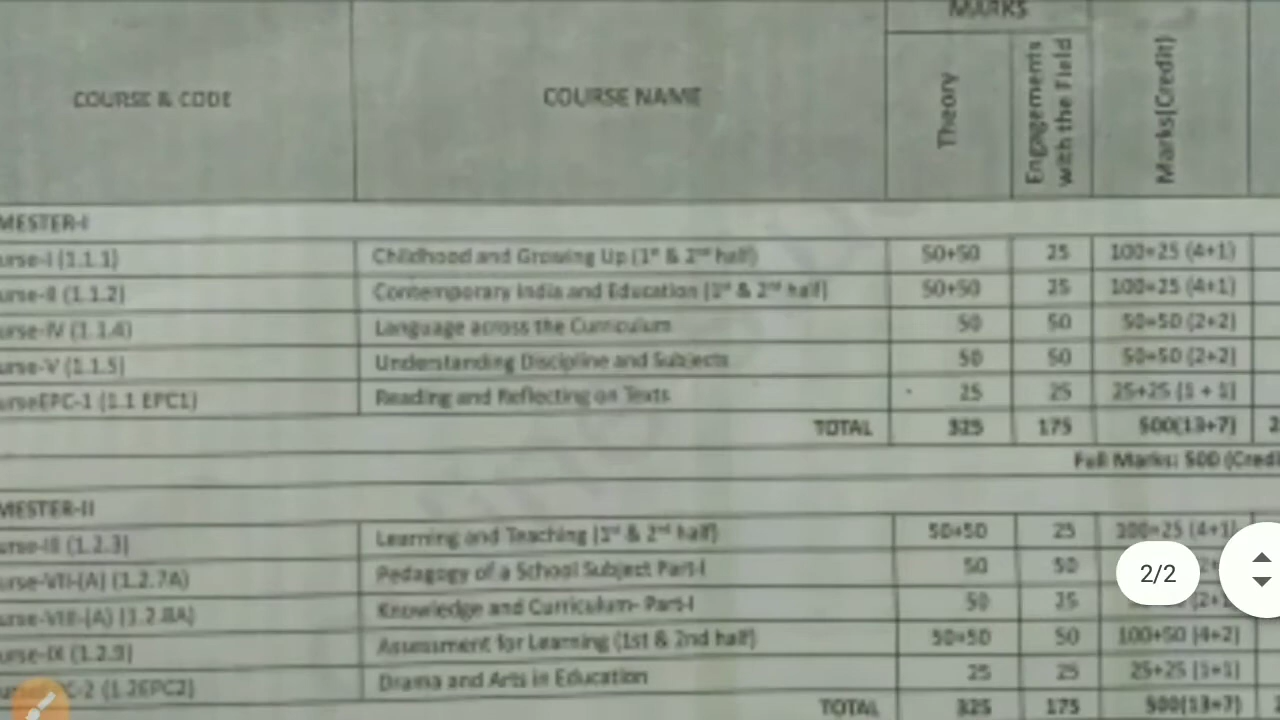 MARKS
COURSE & CODE COURSE NAME Theory Engagements with the Field Marks(Credit)
MESTER-I
urse-I (1.1.1) Childhood and Growing Up (1st & 2nd half) 50+50 25 100+25 (4+1)
urse-II (1.1.2) Contemporary India and Education (1st & 2nd half) 50+50 25 100+25 (4+1)
urse-IV (1.1.4) Language across the Curriculum 50 50 50+50 (2+2)
urse-V (1.1.5) Understanding Discipline and Subjects 50 50 50+50 (2+2)
urseEPC-1 (1.1 EPC1) Reading and Reflecting on Texts 25 25 25+25 (1 + 1)
TOTAL 325 175 500(13+7)
Full Marks: 500 (Credi
MESTER-II
urse-III (1.2.3) Learning and Teaching (1st & 2nd half) 50+50 25 100+25 (4+1)
urse-VII-(A) (1.2.7A) Pedagogy of a School Subject Part-I 50 50
2/2
urse-VIII-(A) (1.2.8A) Knowledge and Curriculum- Part-I 50 25
urse-IX (1.2.9) Assessment for Learning (1st & 2nd half) 50+50 50 100+50 (4+2)
C-2 (1.2EPC2) Drama and Arts in Education 25 25 25+25 (1+1)
TOTAL 325 175 500(13+7)